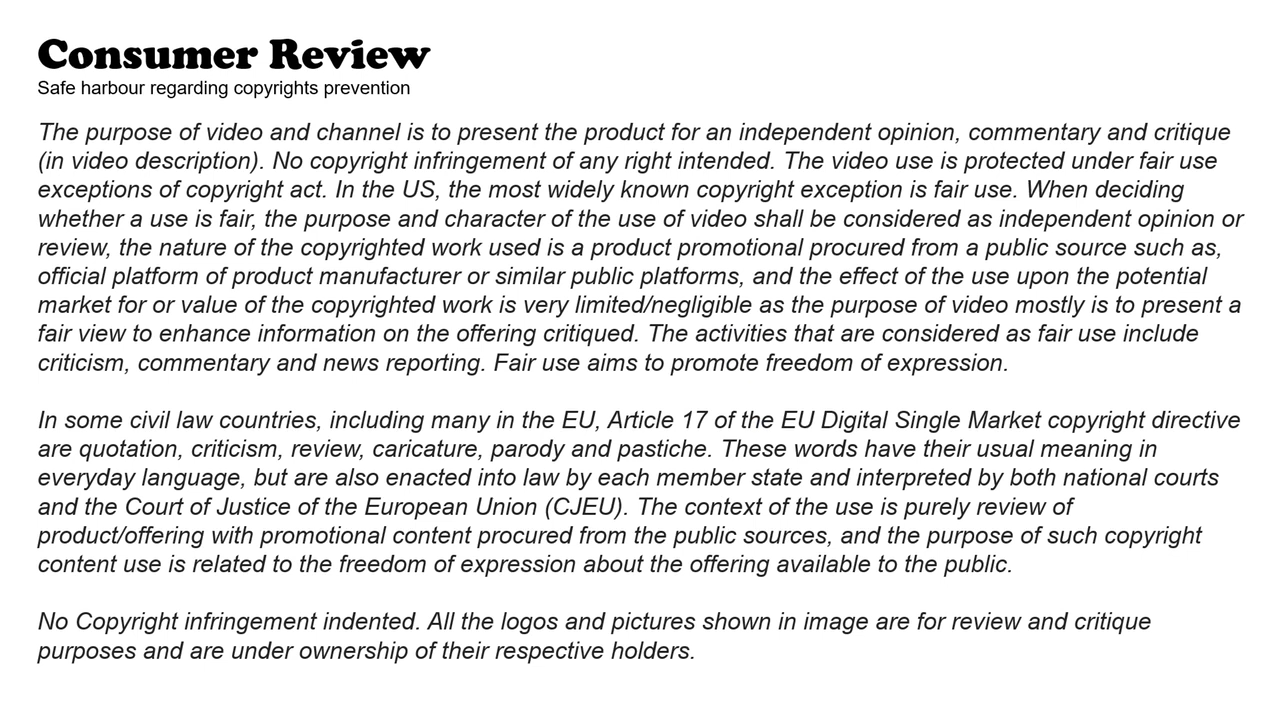 Consumer Review
Safe harbour regarding copyrights prevention
The purpose of video and channel is to present the product for an independent opinion, commentary and critique
(in video description). No copyright infringement of any right intended. The video use is protected under fair use
exceptions of copyright act. In the US, the most widely known copyright exception is fair use. When deciding
whether a use is fair, the purpose and character of the use of video shall be considered as independent opinion or
review, the nature of the copyrighted work used is a product promotional procured from a public source such as,
official platform of product manufacturer or similar public platforms, and the effect of the use upon the potential
market for or value of the copyrighted work is very limited/negligible as the purpose of video mostly is to present a
fair view to enhance information on the offering critiqued. The activities that are considered as fair use include
criticism, commentary and news reporting. Fair use aims to promote freedom of expression.
In some civil law countries, including many in the EU, Article 17 of the EU Digital Single Market copyright directive
are quotation, criticism, review, caricature, parody and pastiche. These words have their usual meaning in
everyday language, but are also enacted into law by each member state and interpreted by both national courts
and the Court of Justice of the European Union (CJEU). The context of the use is purely review of
product/offering with promotional content procured from the public sources, and the purpose of such copyright
content use is related to the freedom of expression about the offering available to the public.
No Copyright infringement indented. All the logos and pictures shown in image are for review and critique
purposes and are under ownership of their respective holders.